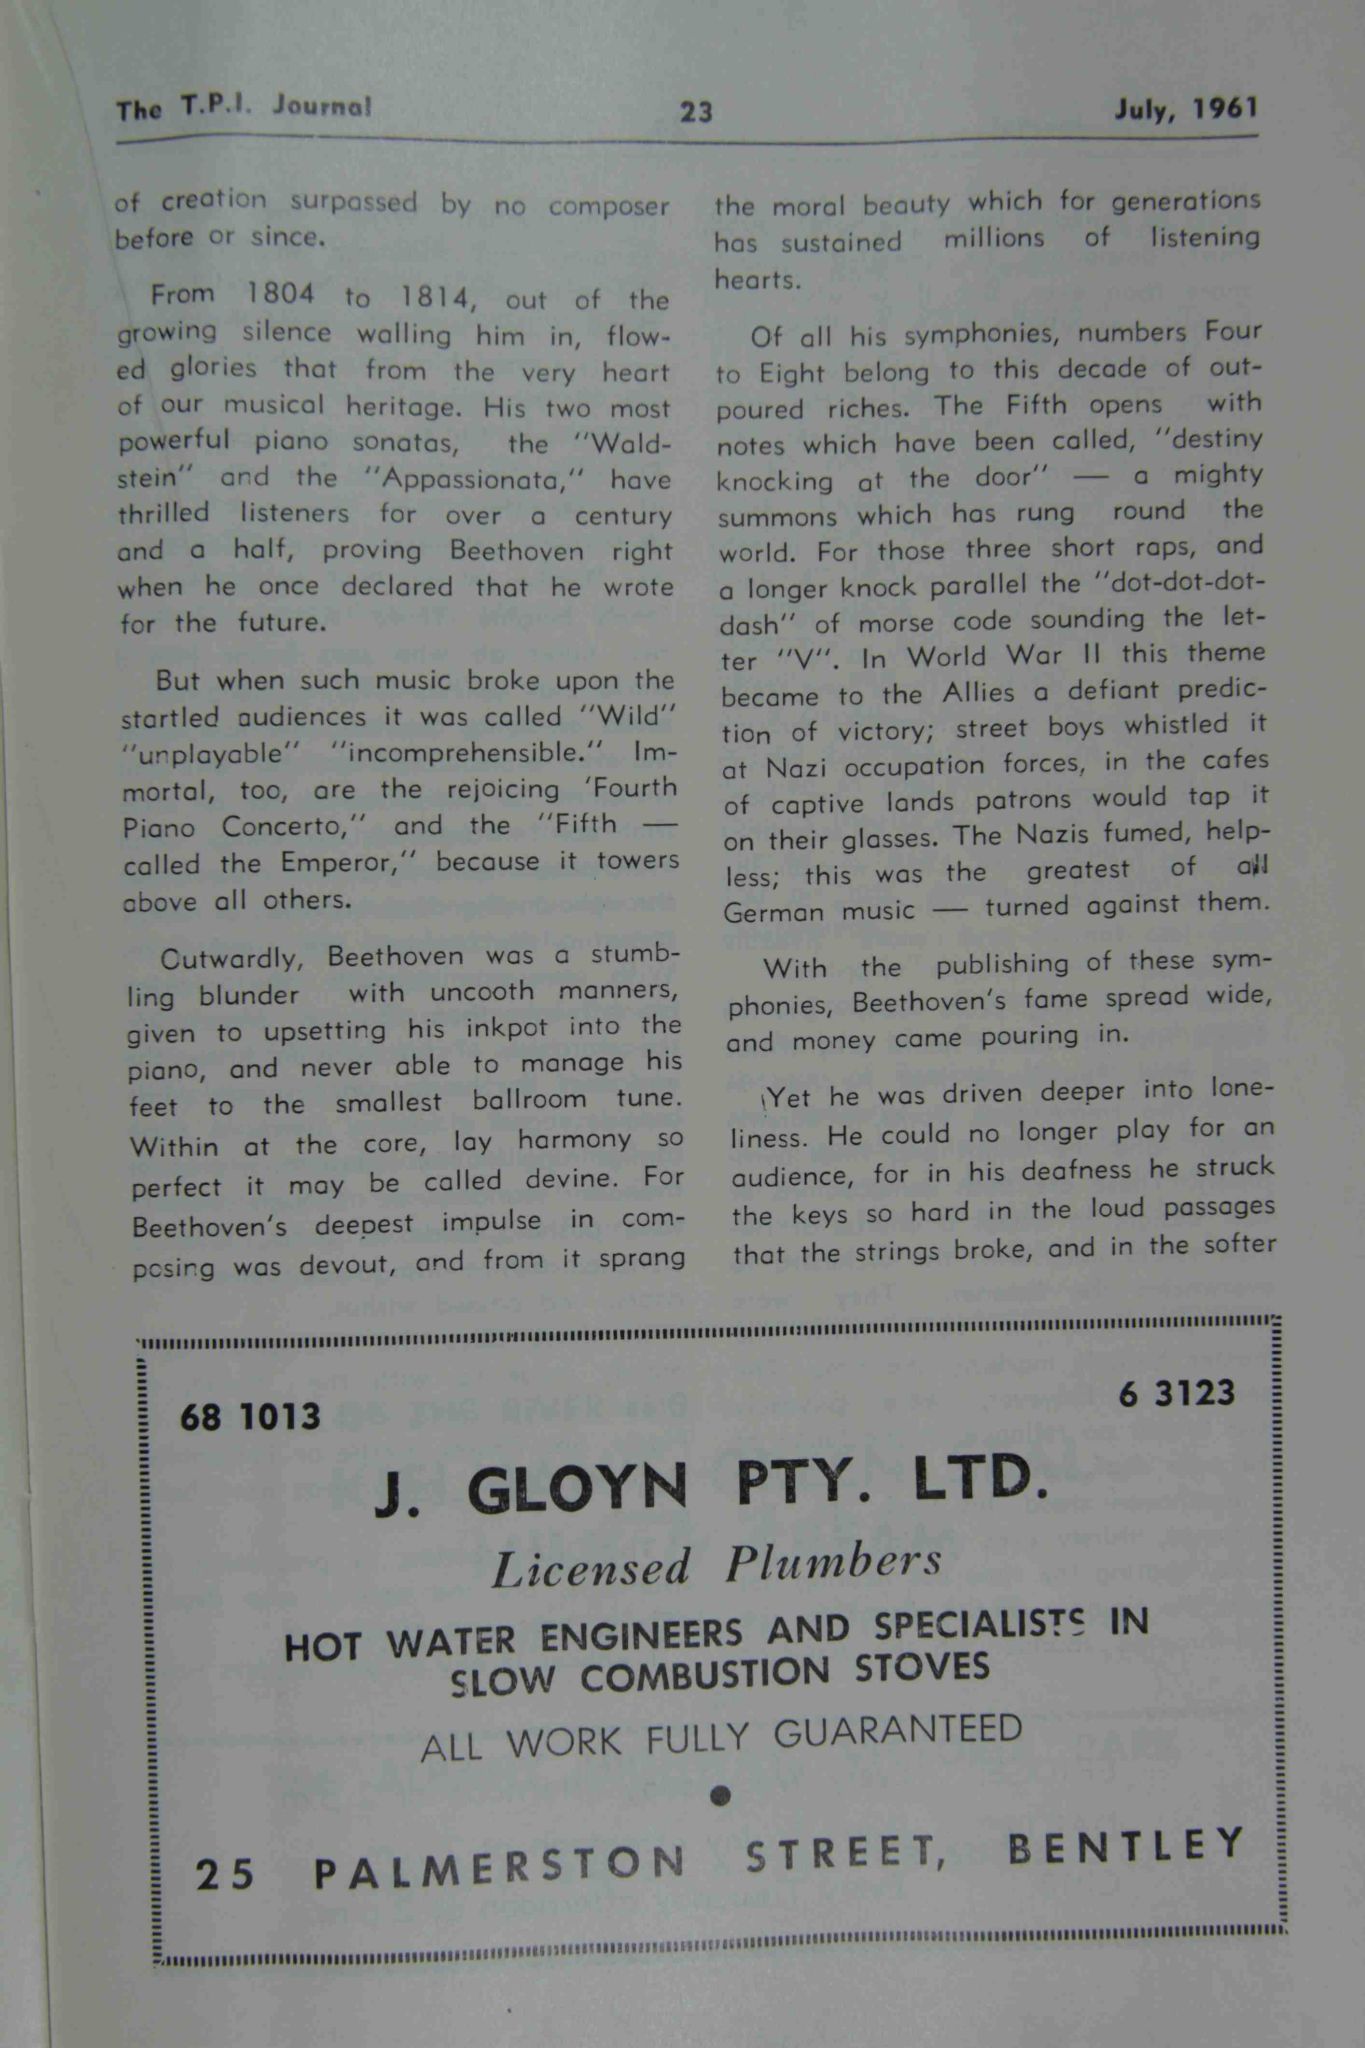 The T.P.I. Journal 23 July, 1961
of creation surpassed by no composer
before or since.
From 1804 to 1814, out of the
growing silence walling him in, flow-
ed glories that from the very heart
of our musical heritage. His two most
powerful piano sonatas, the "Wald-
stein" and the "Appassionata," have
thrilled listeners for over a century
and a half, proving Beethoven right
when he once declared that he wrote
for the future.
But when such music broke upon the
startled audiences it was called "Wild"
"unplayable" "incomprehensible." Im-
mortal, too, are the rejoicing 'Fourth
Piano Concerto," and the "Fifth —
called the Emperor," because it towers
above all others.
Outwardly, Beethoven was a stumb-
ling blunder with uncooth manners,
given to upsetting his inkpot into the
piano, and never able to manage his
feet to the smallest ballroom tune.
Within at the core, lay harmony so
perfect it may be called devine. For
Beethoven's deepest impulse in com-
posing was devout, and from it sprang
the moral beauty which for generations
has sustained millions of listening
hearts.
Of all his symphonies, numbers Four
to Eight belong to this decade of out-
poured riches. The Fifth opens with
notes which have been called, "destiny
knocking at the door" — a mighty
summons which has rung round the
world. For those three short raps, and
a longer knock parallel the "dot-dot-dot-
dash" of morse code sounding the let-
ter "V". In World War II this theme
became to the Allies a defiant predic-
tion of victory; street boys whistled it
at Nazi occupation forces, in the cafes
of captive lands patrons would tap it
on their glasses. The Nazis fumed, help-
less; this was the greatest of all
German music — turned against them.
With the publishing of these sym-
phonies, Beethoven's fame spread wide,
and money came pouring in.
Yet he was driven deeper into lone-
liness. He could no longer play for an
audience, for in his deafness he struck
the keys so hard in the loud passages
that the strings broke, and in the softer
68 1013 6 3123
J. GLOYN PTY. LTD.
Licensed Plumbers
HOT WATER ENGINEERS AND SPECIALISTS IN
SLOW COMBUSTION STOVES
ALL WORK FULLY GUARANTEED
25 PALMERSTON STREET, BENTLEY